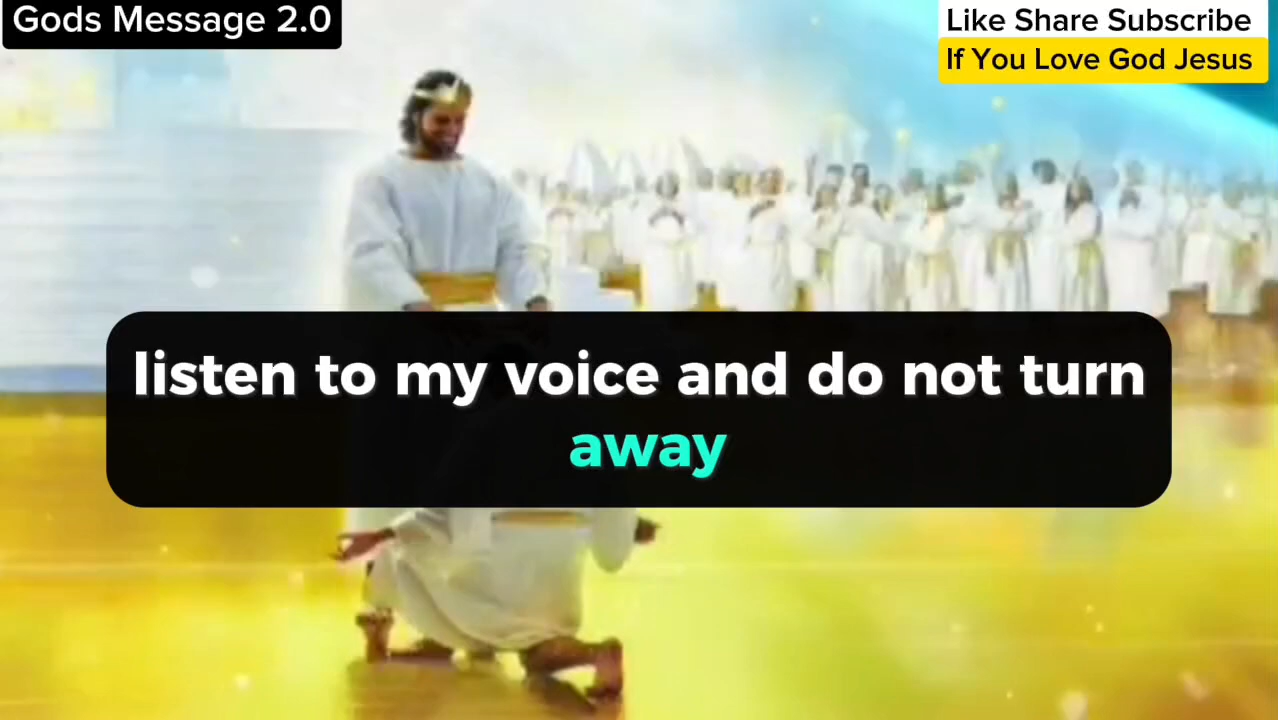 Gods Message 2.0
Like Share Subscribe
If You Love God Jesus
listen to my voice and do not turn
away